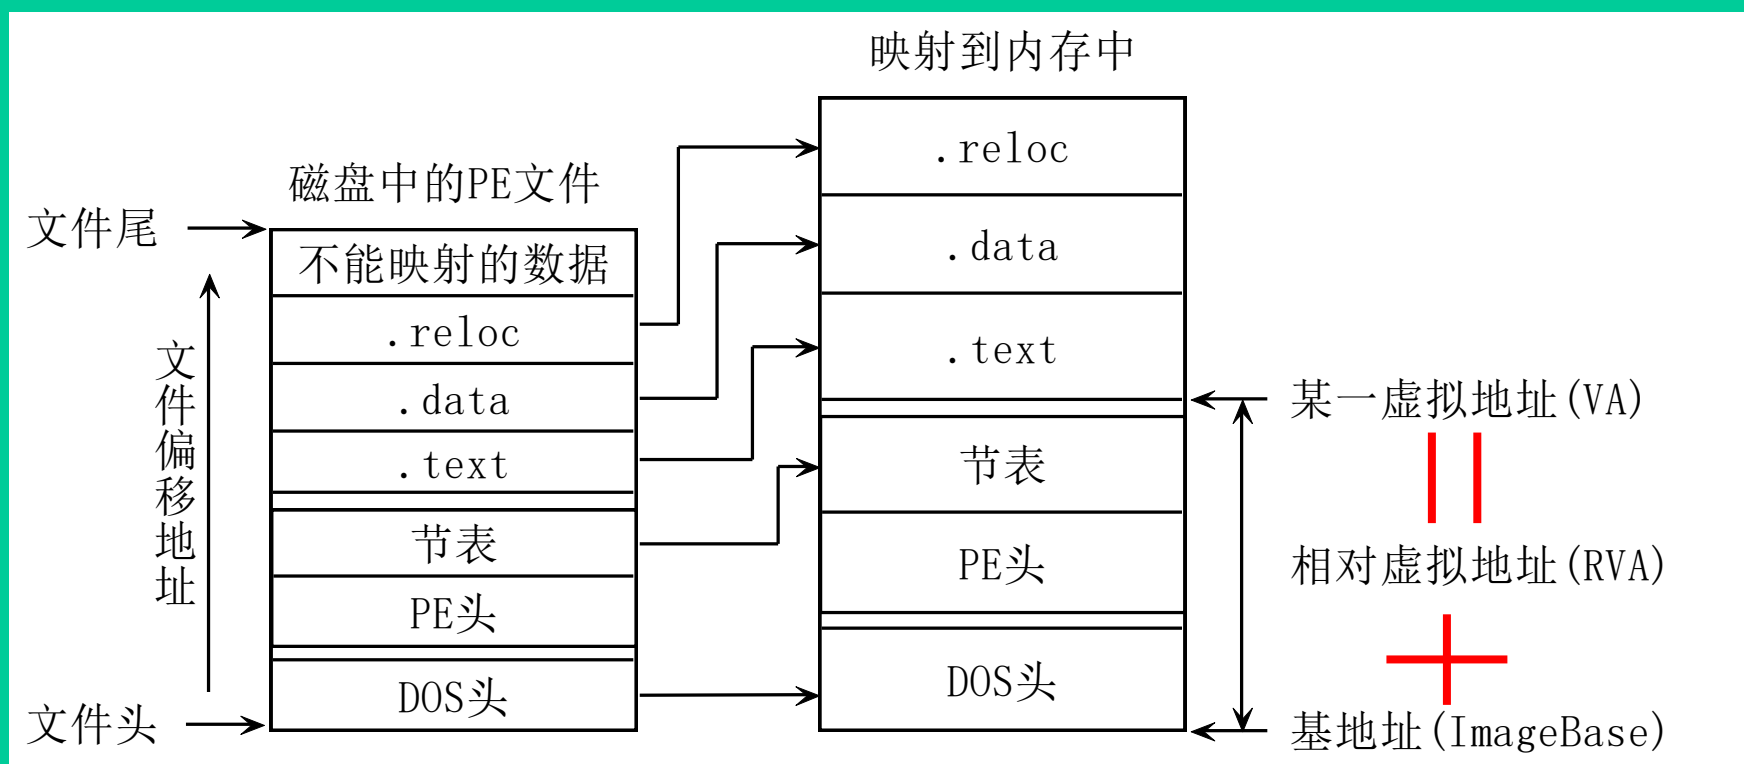 映射到内存中
磁盘中的PE文件
文件尾
不能映射的数据
.reloc
.data
.text
节表
PE头
DOS头
文件偏移地址
文件头
.reloc
.data
.text
节表
PE头
DOS头
某一虚拟地址(VA)
相对虚拟地址(RVA)
基地址(ImageBase)